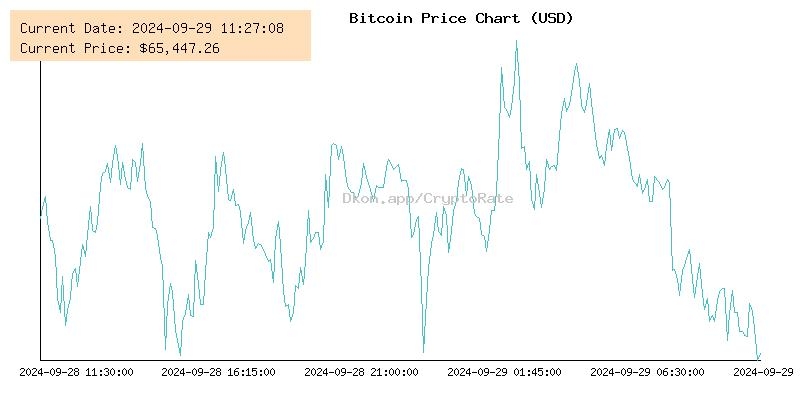 Bitcoin Price Chart (USD)
Current Date: 2024-09-29 11:27:08
Current Price: $65,447.26
Dkon.app/CryptoRate
2024-09-28 11:30:00 2024-09-28 16:15:00 2024-09-28 21:00:00 2024-09-29 01:45:00 2024-09-29 06:30:00 2024-09-29